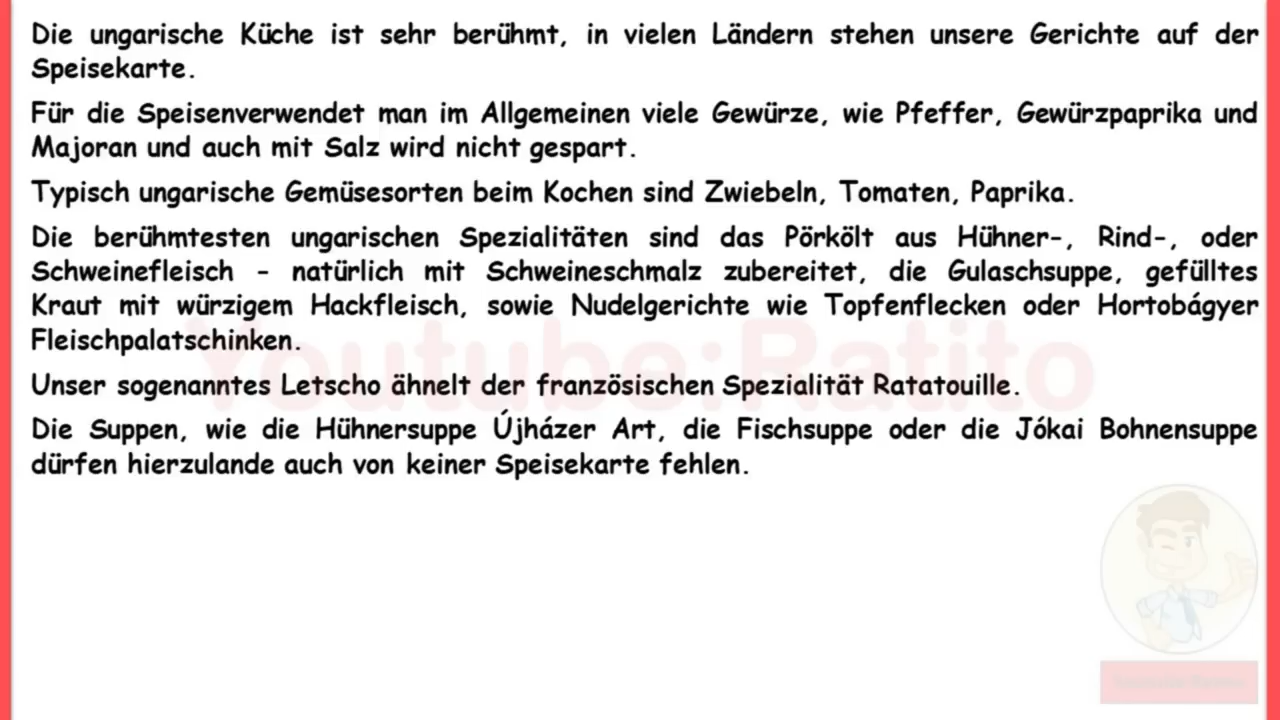 Die ungarische Küche ist sehr berühmt, in vielen Ländern stehen unsere Gerichte auf der
Speisekarte.
Für die Speisenverwendet man im Allgemeinen viele Gewürze, wie Pfeffer, Gewürzpaprika und
Majoran und auch mit Salz wird nicht gespart.
Typisch ungarische Gemüsesorten beim Kochen sind Zwiebeln, Tomaten, Paprika.
Die berühmtesten ungarischen Spezialitäten sind das Pörkölt aus Hühner-, Rind-, oder
Schweinefleisch - natürlich mit Schweineschmalz zubereitet, die Gulaschsuppe, gefülltes
Kraut mit würzigem Hackfleisch, sowie Nudelgerichte wie Topfenflecken oder Hortobágyer
Fleischpalatschinken.
Youtube:Ratito
Unser sogenanntes Letscho ähnelt der französischen Spezialität Ratatouille.
Die Suppen, wie die Hühnersuppe Újházer Art, die Fischsuppe oder die Jókai Bohnensuppe
dürfen hierzulande auch von keiner Speisekarte fehlen.